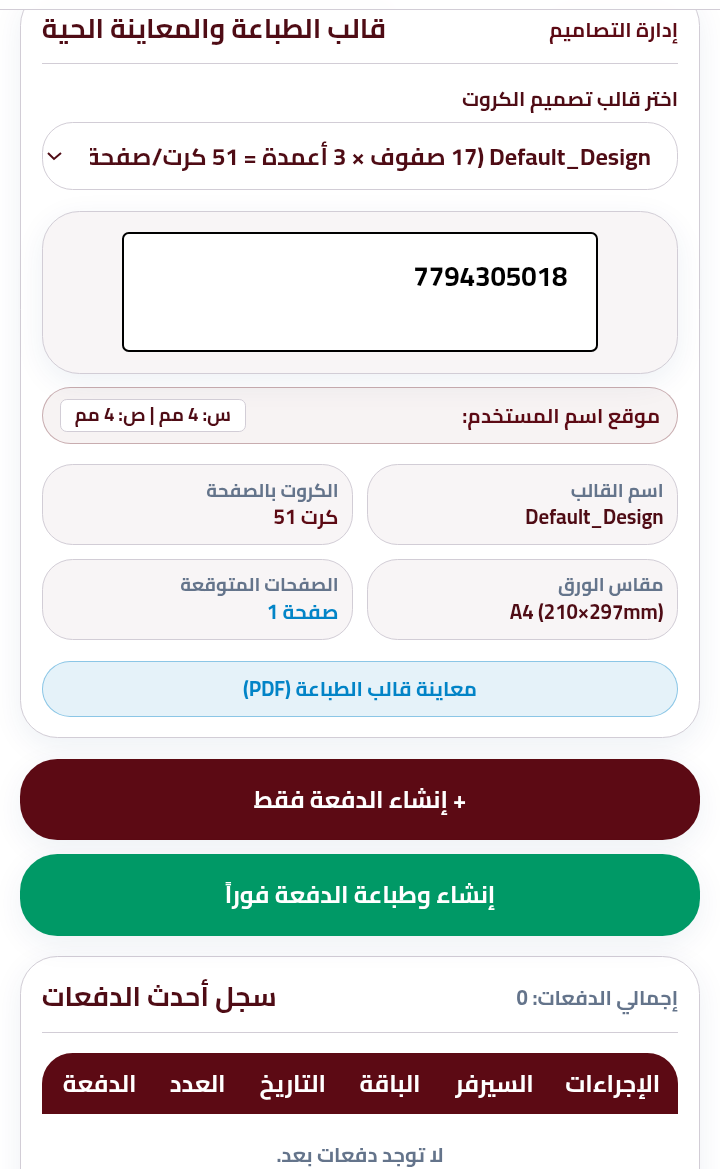 إدارة التصاميم
قالب الطباعة والمعاينة الحية
اختر قالب تصميم الكروت
Default_Design (17 صفوف × 3 أعمدة = 51 كرت/صفحة
7794305018
موقع اسم المستخدم:
س: 4 مم | ص: 4 مم
اسم القالب
Default_Design
الكروت بالصفحة
51 كرت
مقاس الورق
A4 (210×297mm)
الصفحات المتوقعة
1 صفحة
معاينة قالب الطباعة (PDF)
+ إنشاء الدفعة فقط
إنشاء وطباعة الدفعة فوراً
إجمالي الدفعات: 0
سجل أحدث الدفعات
الإجراءات السيرفر الباقة التاريخ العدد الدفعة
لا توجد دفعات بعد.